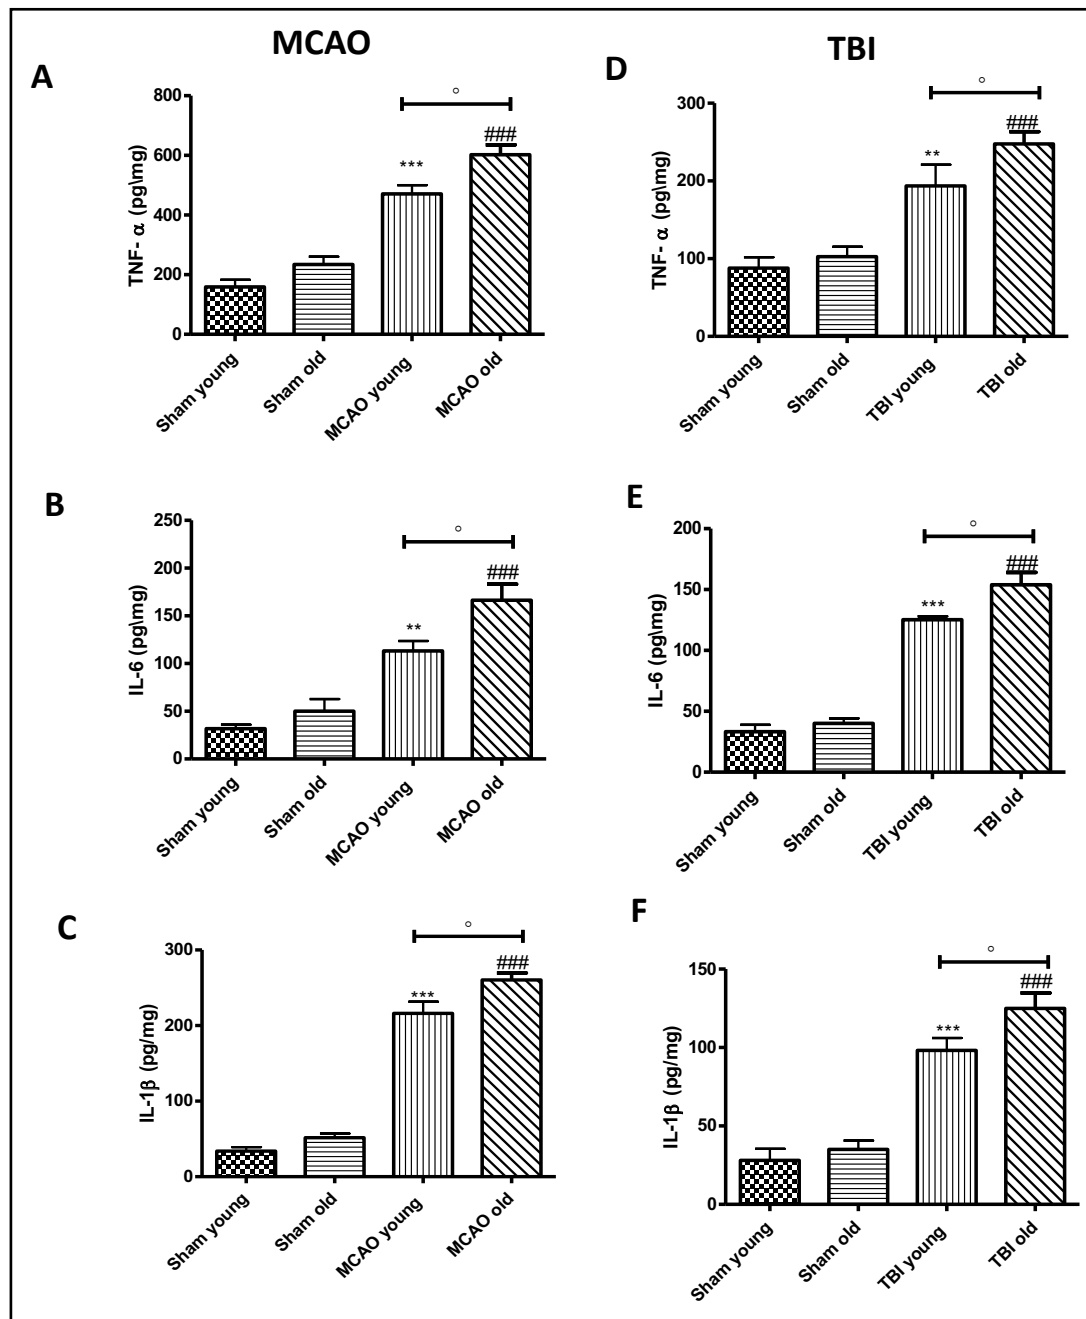 MCAO
TBI
A
800
600
400
200
0
TNF- α (pg\mg)
***
###
°
Sham young
Sham old
MCAO young
MCAO old
D
300
200
100
0
TNF- α (pg\mg)
**
###
°
Sham young
Sham old
TBI young
TBI old
B
250
200
150
100
50
0
IL-6 (pg\mg)
**
###
°
Sham young
Sham old
MCAO young
MCAO old
E
200
150
100
50
0
IL-6 (pg\mg)
***
###
°
Sham young
Sham old
TBI young
TBI old
C
300
200
100
0
IL-1β (pg/mg)
***
###
°
Sham young
Sham old
MCAO young
MCAO old
F
150
100
50
0
IL-1β (pg/mg)
***
###
°
Sham young
Sham old
TBI young
TBI old